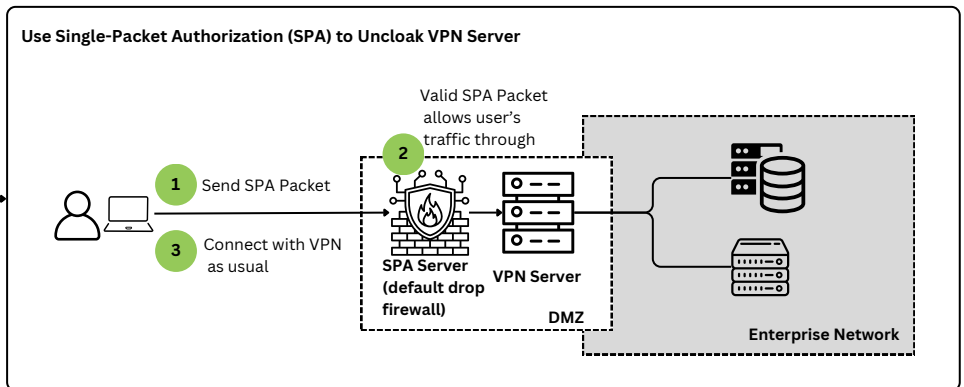 Use Single-Packet Authorization (SPA) to Uncloak VPN Server
Valid SPA Packet
allows user’s
traffic through
2
1
Send SPA Packet
3
Connect with VPN
as usual
SPA Server
(default drop
firewall)
VPN Server
DMZ
Enterprise Network